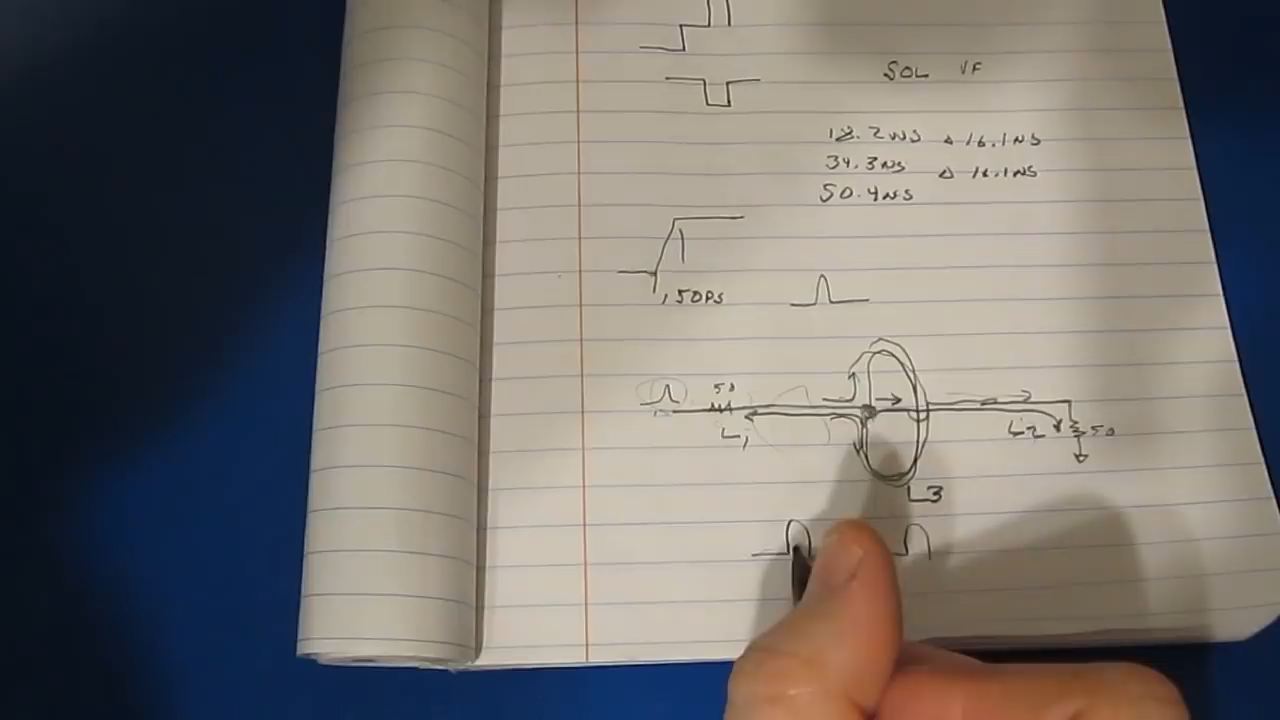 SOL VF
18.2NS Δ 16.1NS
34.3NS Δ 16.1NS
50.4NS
150PS
50
L1
L2 50
L3